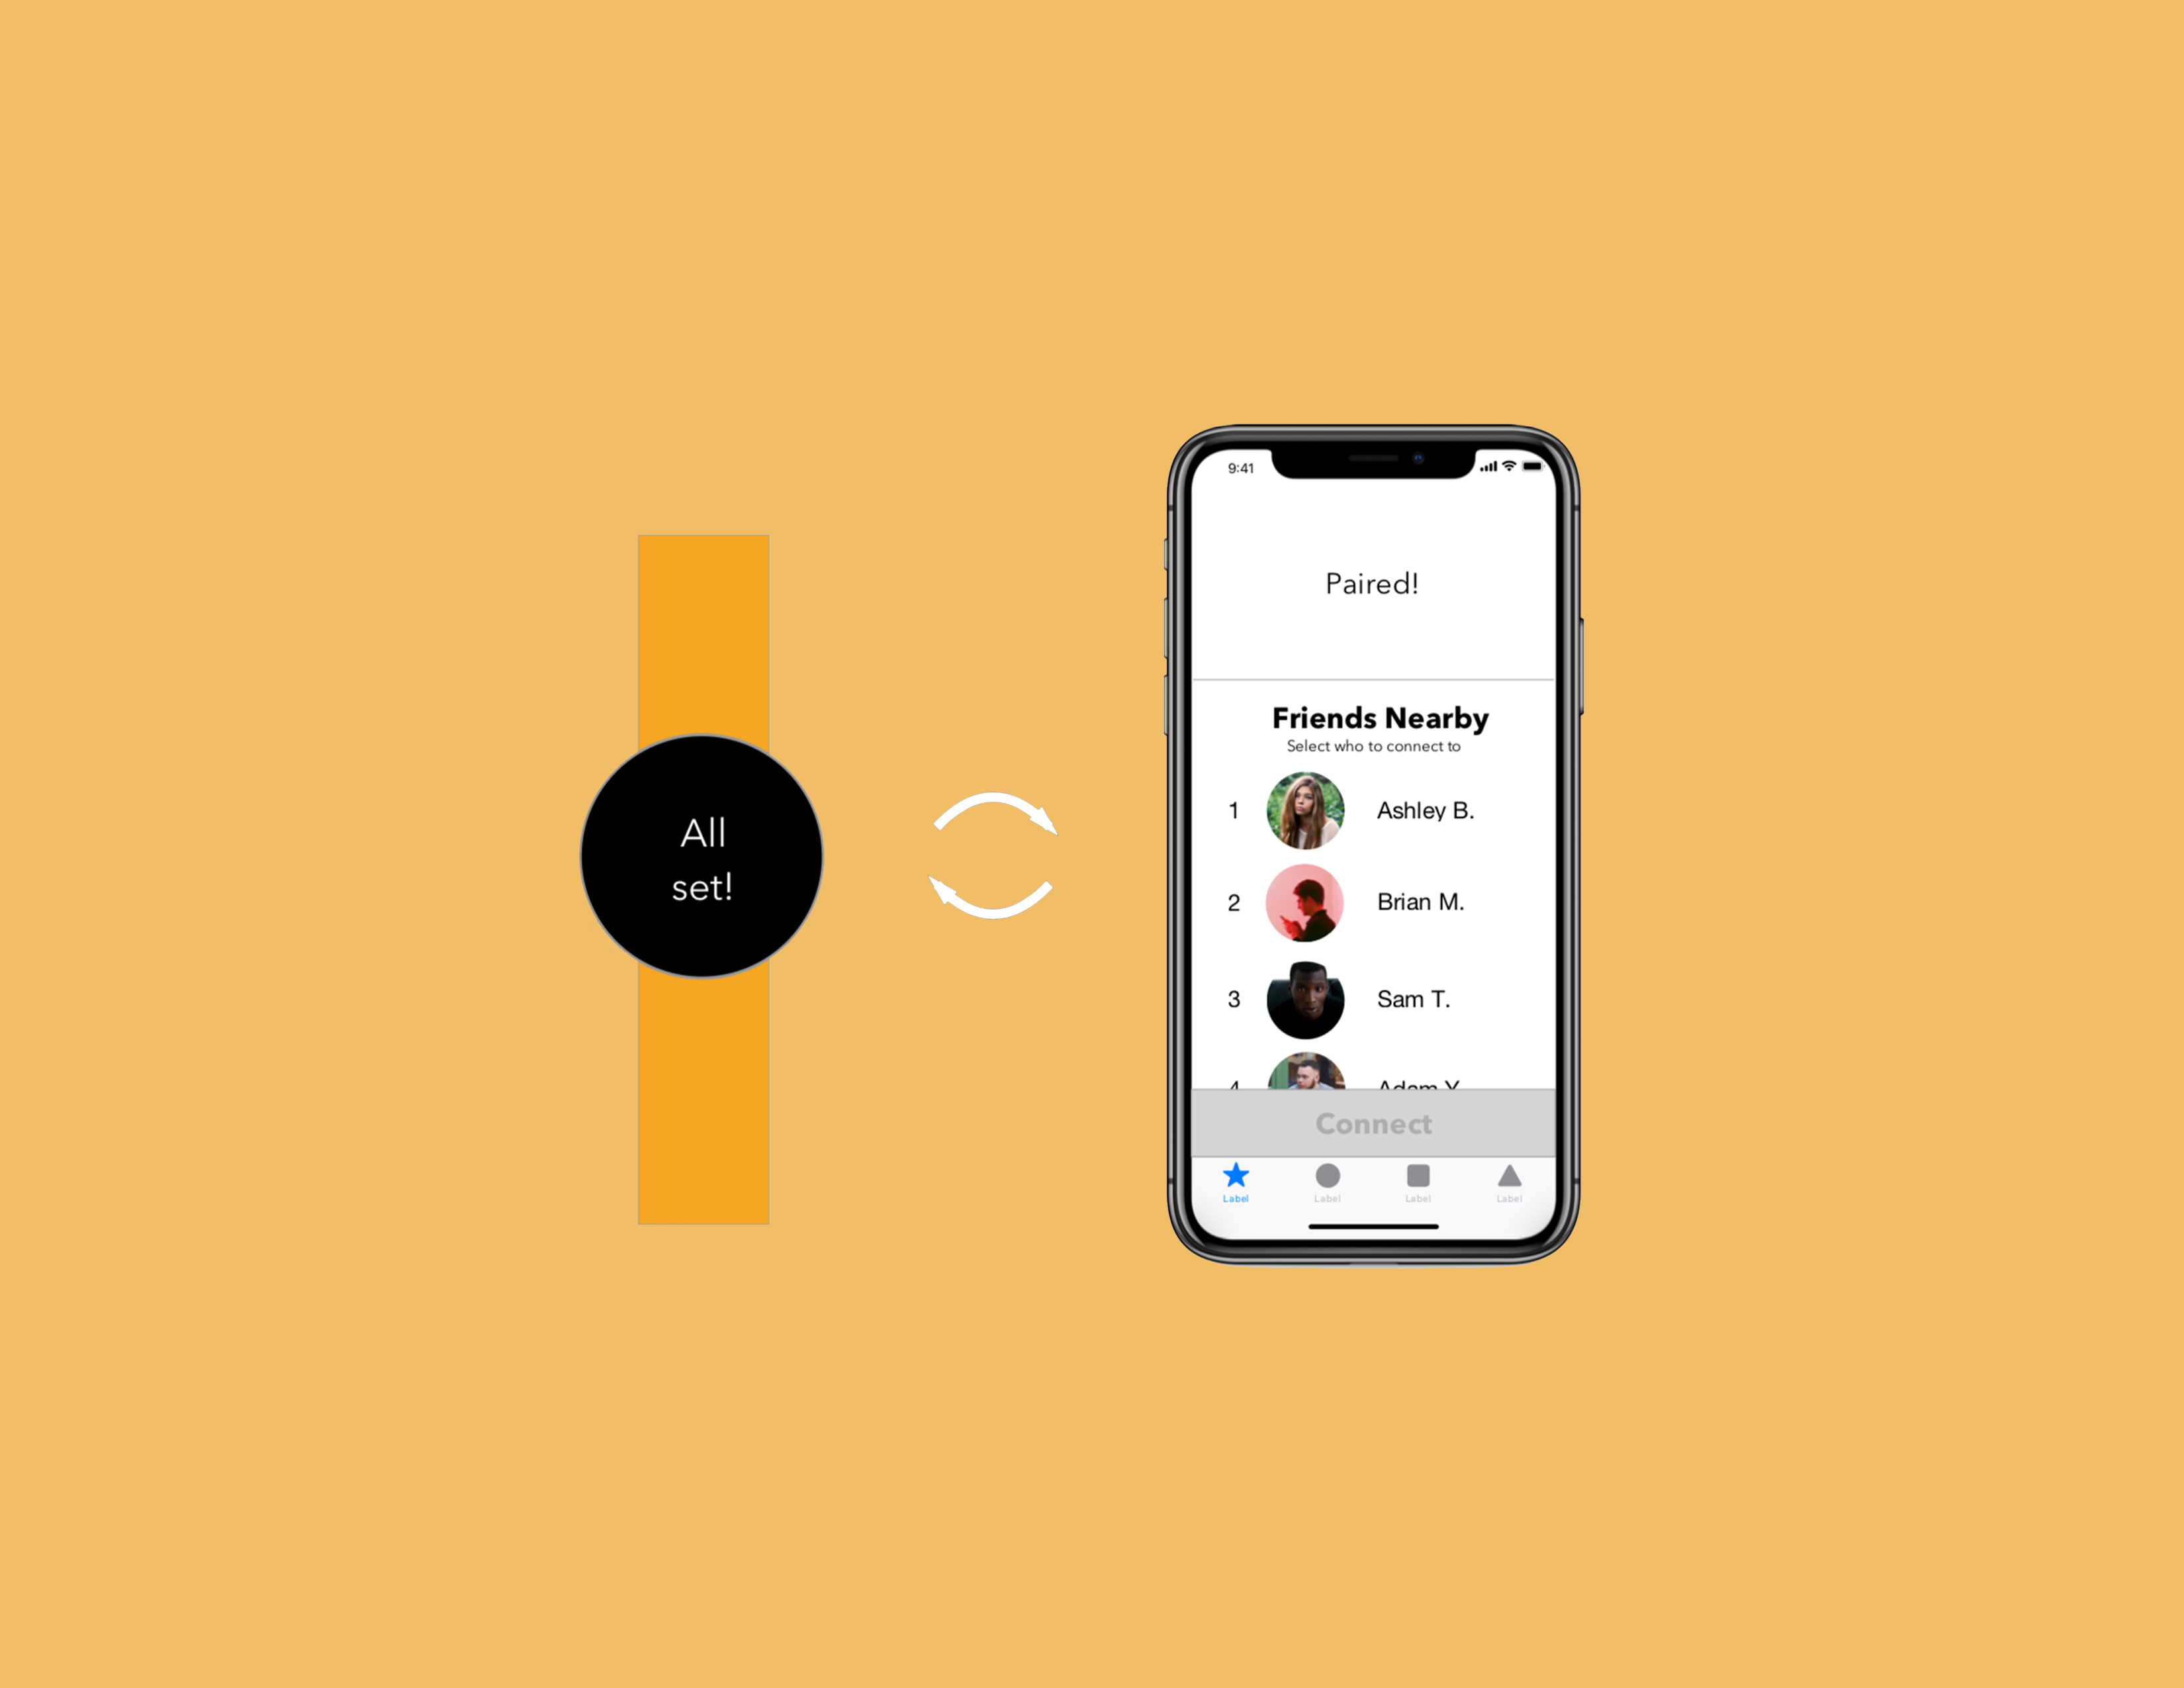 All
set!
9:41
Paired!
Friends Nearby
Select who to connect to
1 Ashley B.
2 Brian M.
3 Sam T.
4 Adam Y
Connect
Label Label Label Label